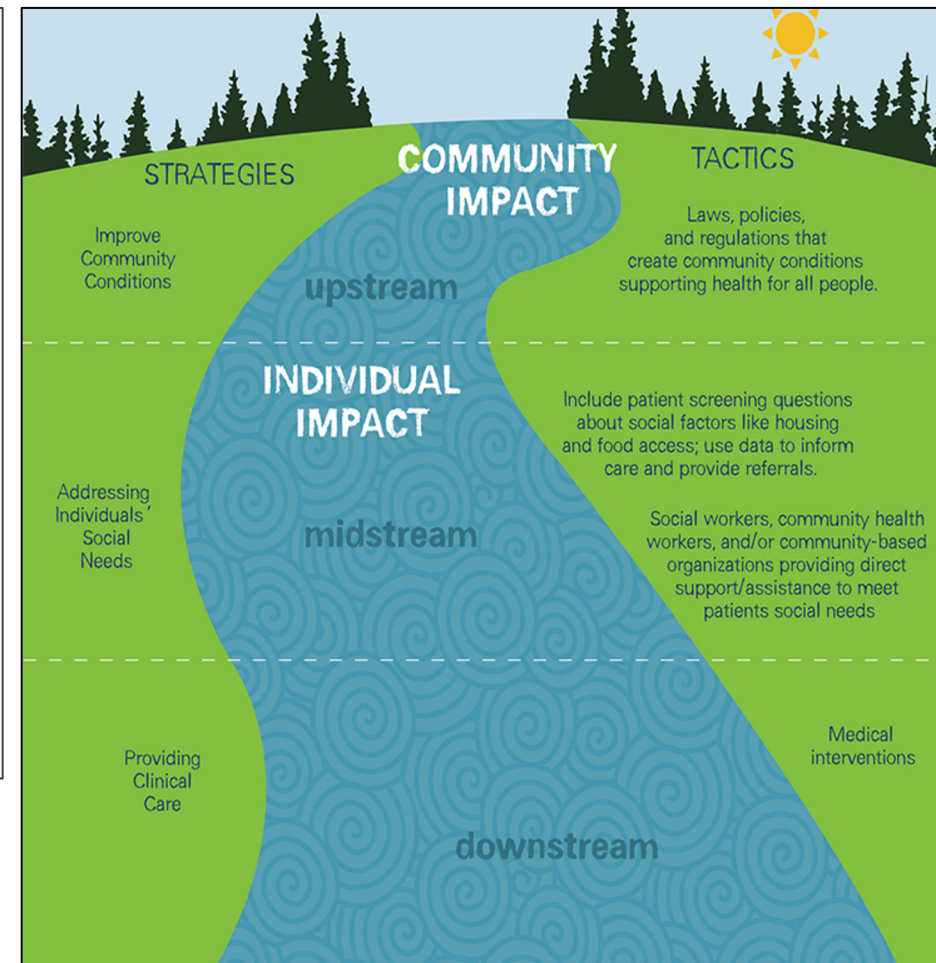 STRATEGIES
COMMUNITY
IMPACT
TACTICS
Improve
Community
Conditions
upstream
Laws, policies,
and regulations that
create community conditions
supporting health for all people.
INDIVIDUAL
IMPACT
Addressing
Individuals'
Social
Needs
midstream
Include patient screening questions
about social factors like housing
and food access; use data to inform
care and provide referrals.
Social workers, community health
workers, and/or community-based
organizations providing direct
support/assistance to meet
patients social needs
Providing
Clinical
Care
downstream
Medical
interventions